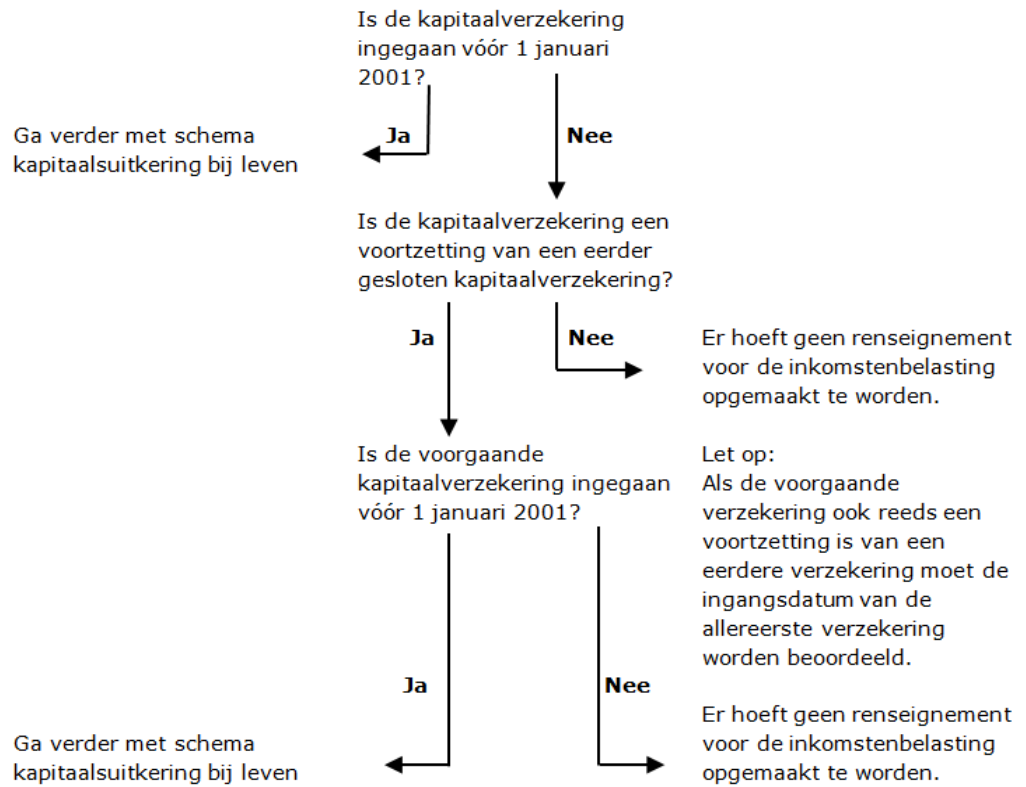 Is de kapitaalverzekering
ingegaan vóór 1 januari
2001?
Ja
Nee
Ga verder met schema
kapitaalsuitkering bij leven
Is de kapitaalverzekering een
voortzetting van een eerder
gesloten kapitaalverzekering?
Ja
Nee
Er hoeft geen renseignement
voor de inkomstenbelasting
opgemaakt te worden.
Is de voorgaande
kapitaalverzekering ingegaan
vóór 1 januari 2001?
Let op:
Als de voorgaande
verzekering ook reeds een
voortzetting is van een
eerdere verzekering moet de
ingangsdatum van de
allereerste verzekering
worden beoordeeld.
Ja
Nee
Ga verder met schema
kapitaalsuitkering bij leven
Er hoeft geen renseignement
voor de inkomstenbelasting
opgemaakt te worden.